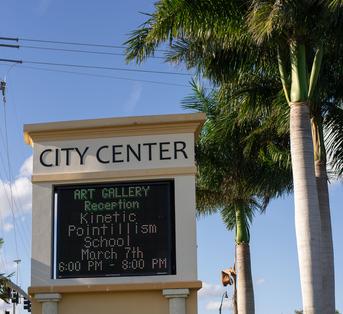 CITY CENTER
ART GALLERY
Reception
Kinetic
Pointillism
School
March 7th
6:00 PM - 8:00 PM